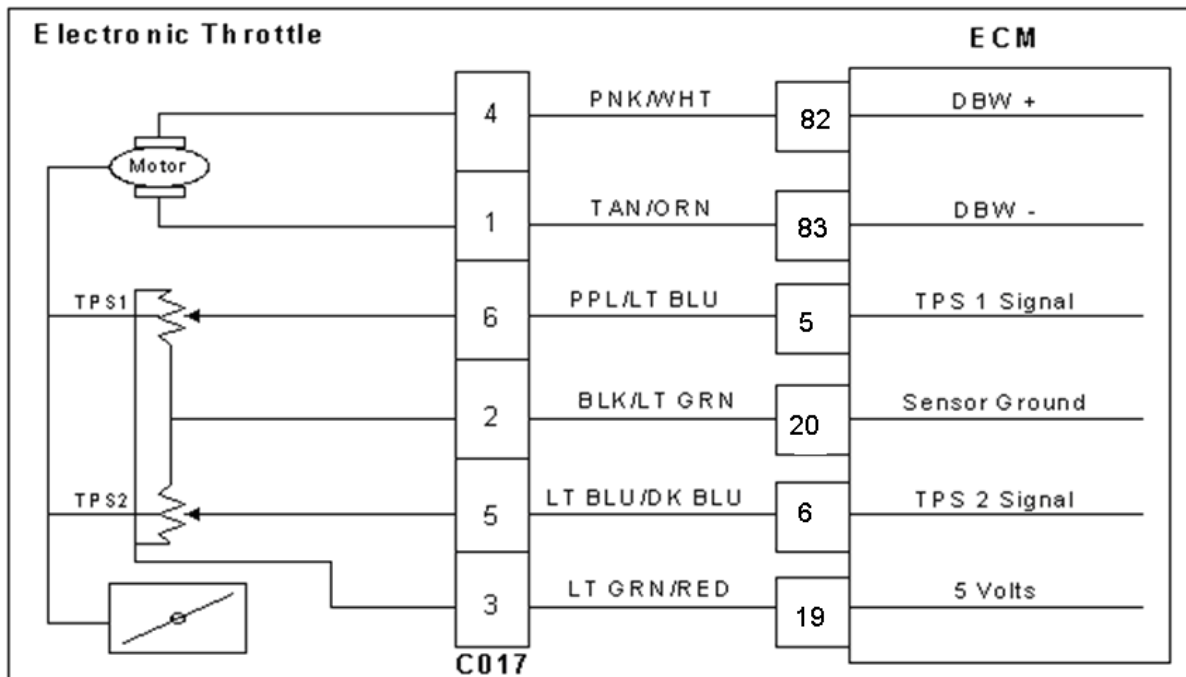 Electronic Throttle
ECM
4 PNK/WHT 82 DBW +
Motor
1 TAN/ORN 83 DBW -
TPS1 6 PPL/LT BLU 5 TPS 1 Signal
2 BLK/LT GRN 20 Sensor Ground
TPS2 5 LT BLU/DK BLU 6 TPS 2 Signal
3 LT GRN/RED 19 5 Volts
C017